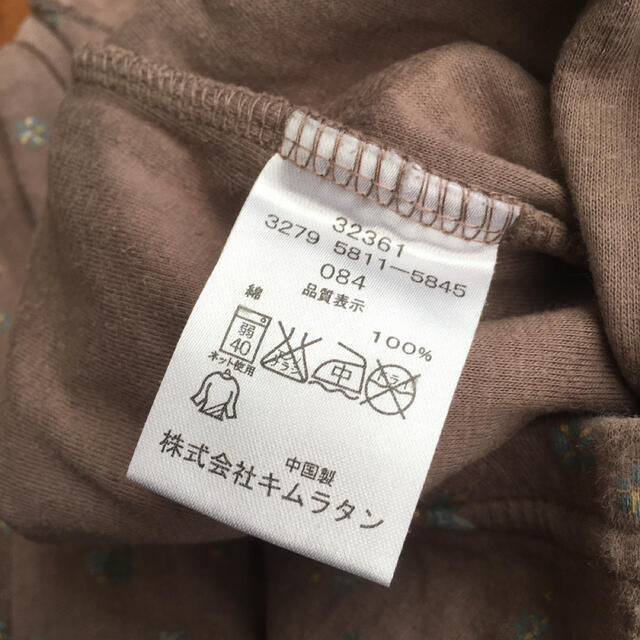 32361
3279 5811-5845
084
品質表示
綿 100%
弱
40
ネット使用
中
中国製
株式会社キムラタン